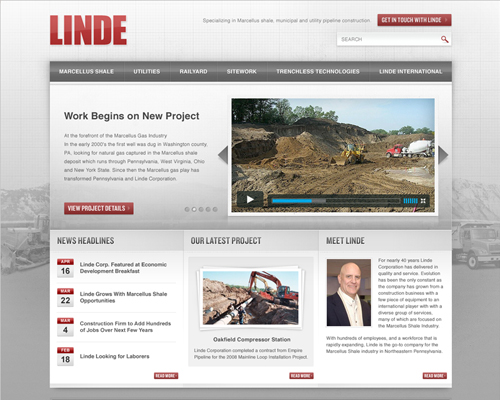 LINDE
Specializing in Marcellus shale, municipal and utility pipeline construction.
GET IN TOUCH WITH LINDE
SEARCH
MARCELLUS SHALE UTILITIES RAILYARD SITEWORK TRENCHLESS TECHNOLOGIES LINDE INTERNATIONAL
Work Begins on New Project
At the forefront of the Marcellus Gas Industry
In the early 2000's the first well was dug in Washington county,
PA, looking for natural gas captured in the Marcellus shale
deposit which runs through Pennsylvania, West Virginia, Ohio
and New York State. Since then the Marcellus gas play has
transformed Pennsylvania and Linde Corporation.
VIEW PROJECT DETAILS
NEWS HEADLINES
APR
16
Linde Corp. Featured at Economic
Development Breakfast
MAR
22
Linde Grows With Marcellus Shale
Opportunities
MAR
4
Construction Firm to Add Hundreds
of Jobs Over Next Few Years
FEB
18
Linde Looking for Laborers
READ MORE
OUR LATEST PROJECT
Oakfield Compressor Station
Linde Corporation completed a contract from Empire
Pipeline for the 2008 Mainline Loop Installation Project.
READ MORE
MEET LINDE
For nearly 40 years Linde
Corporation has delivered in
quality and service. Evolution
has been the only constant as
the company has grown from a
construction business with a
few piece of equipment to an
international player with with a
diverse group of services,
many of which are focused on
the Marcellus Shale Industry.
With hundreds of employees, and a workforce that is
rapidly expanding, Linde is the go-to company for the
Marcellus Shale industry in Northeastern Pennsylvania.
READ MORE